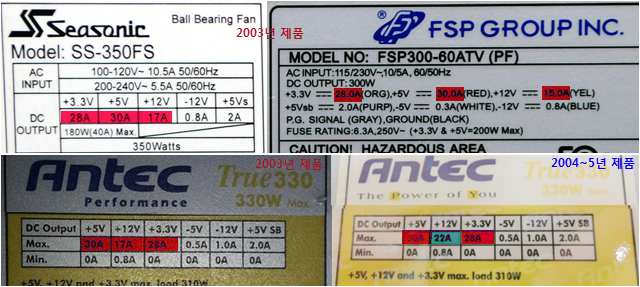 Seasonic
Ball Bearing Fan
2003년 제품
Model: SS-350FS
AC INPUT
100-120V~ 10.5A 50/60Hz
200-240V~ 5.5A 50/60Hz
DC OUTPUT
+3.3V +5V +12V -12V +5Vs
28A 30A 17A 0.8A 2A
180W(40A) Max.
350Watts
FSP GROUP INC.
MODEL NO: FSP300-60ATV (PF)
AC INPUT:115/230V~,10/5A, 60/50Hz
DC OUTPUT: 300W
+3.3V 28.0A(ORG),+5V 30.0A(RED),+12V 15.0A(YEL)
+5Vsb 2.0A(PURP),-5V 0.3A(WHITE),-12V 0.8A(BLUE)
P.G. SIGNAL (GRAY),GROUND(BLACK)
FUSE RATING:6.3A,250V~ (+3.3V & +5V=200W Max)
CAUTION! HAZARDOUS AREA
Antec
Performance
2003년 제품
True330
330W Max.
DC Output +5V +12V +3.3V -5V -12V +5V SB
Max. 30A 17A 28A 0.5A 1.0A 2.0A
Min. 0A 0.8A 0A 0A 0A 0A
+5V, +12V and +3.3V max. load 310W
Antec
The Power of You
2004~5년 제품
True330
330W Max.
DC Output +5V +12V +3.3V -5V -12V +5V SB
Max. 30A 22A 28A 0.5A 1.0A 2.0A
Min. 0A 0.8A 0A 0A 0A 0A
+5V, +12V and +3.3V max. load 310W